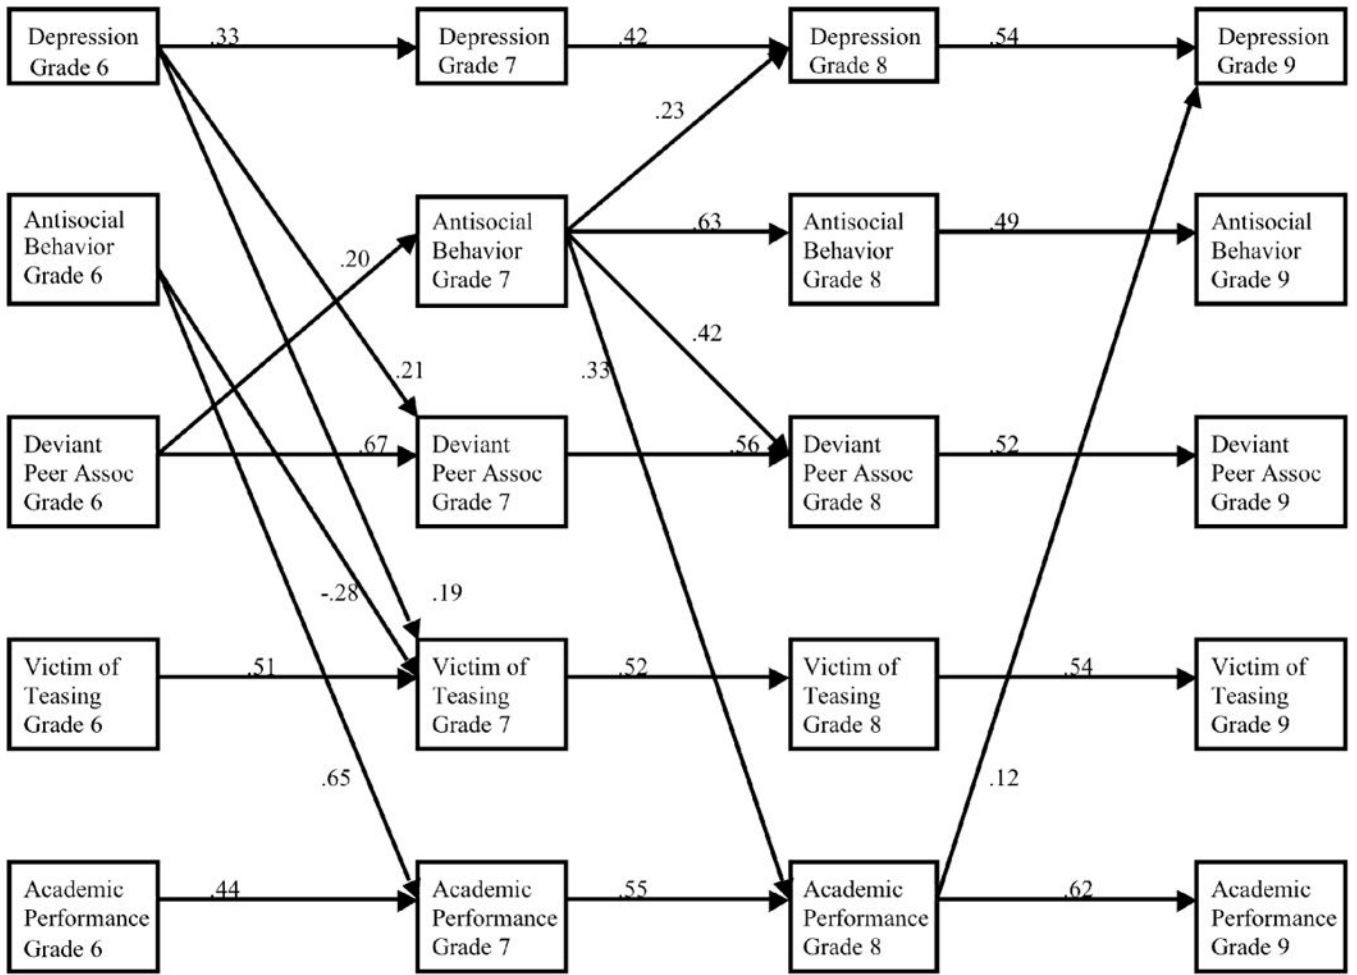 Depression
Grade 6
.33
Depression
Grade 7
.42
Depression
Grade 8
.54
Depression
Grade 9
.23
Antisocial
Behavior
Grade 6
.20
Antisocial
Behavior
Grade 7
.63
Antisocial
Behavior
Grade 8
.49
Antisocial
Behavior
Grade 9
.21
.33
.42
Deviant
Peer Assoc
Grade 6
.67
Deviant
Peer Assoc
Grade 7
.56
Deviant
Peer Assoc
Grade 8
.52
Deviant
Peer Assoc
Grade 9
-.28
.19
Victim of
Teasing
Grade 6
.51
Victim of
Teasing
Grade 7
.52
Victim of
Teasing
Grade 8
.54
Victim of
Teasing
Grade 9
.65
.12
Academic
Performance
Grade 6
.44
Academic
Performance
Grade 7
.55
Academic
Performance
Grade 8
.62
Academic
Performance
Grade 9